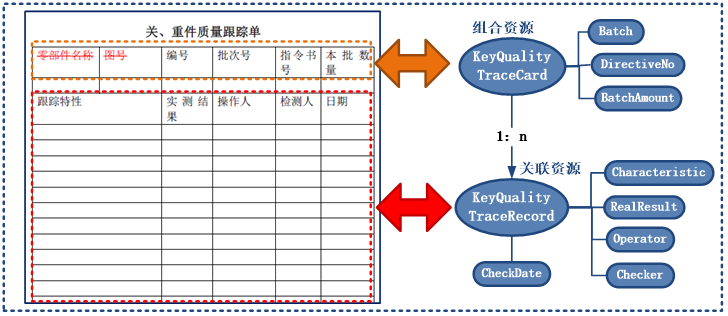 关、重件质量跟踪单
零部件名称 图号 编号 批次号 指令书号 本批数量
跟踪特性 实测结果 操作人 检测人 日期
组合资源
KeyQuality
TraceCard
Batch
DirectiveNo
BatchAmount
1：n
关联资源
KeyQuality
TraceRecord
Characteristic
RealResult
Operator
Checker
CheckDate